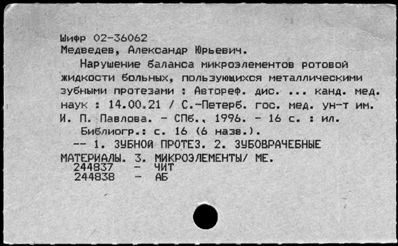 Шифр 02-36062
Медведев, Александр Юрьевич.
Нарушение баланса микроэлементов ротовой
жидкости больных, пользующихся металлическими
зубными протезами : Автореф. дис. ... канд. мед.
наук : 14.00.21 / С.-Петерб. гос. мед. ун-т им.
И. П. Павлова. - СПб., 1996. - 16 с. : ил.
Библиогр.: с. 16 (6 назв.).
-- 1. ЗУБНОЙ ПРОТЕЗ. 2. ЗУБОВРАЧЕБНЫЕ
МАТЕРИАЛЫ. 3. МИКРОЭЛЕМЕНТЫ/ МЕ.
244837 - ЧИТ
244838 - АБ